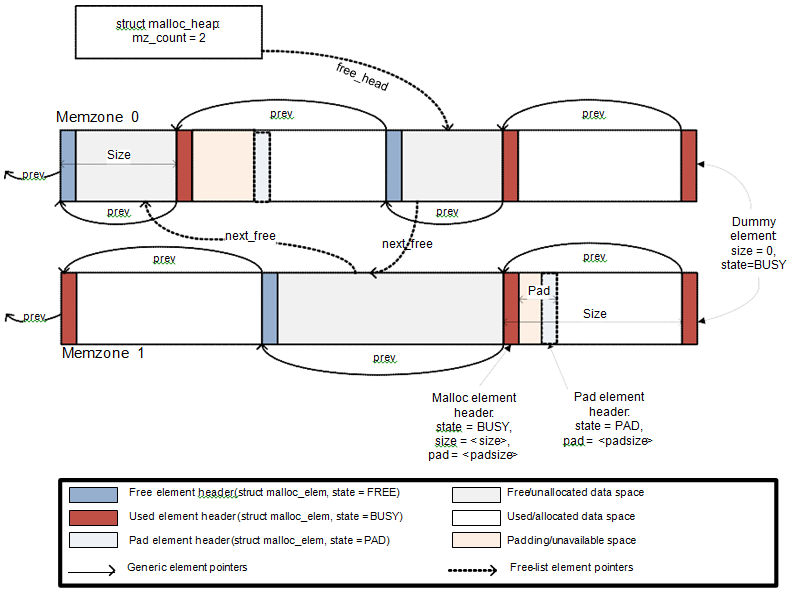 struct malloc_heap:
mz_count = 2
free_head
Memzone 0
prev
prev
Size
prev
prev
prev
next_free
next_free
Dummy
element
size = 0,
state=BUSY
prev
prev
Pad
Size
prev
Memzone 1
prev
Malloc element
header:
state = BUSY,
size = <size>,
pad = <padsize>
Pad element
header:
state = PAD,
pad = <padsize>
Free element header(struct malloc_elem, state = FREE)
Free/unallocated data space
Used element header(struct malloc_elem, state = BUSY)
Used/allocated data space
Pad element header(struct malloc_elem, state = PAD)
Padding/unavailable space
Generic element pointers
Free-list element pointers